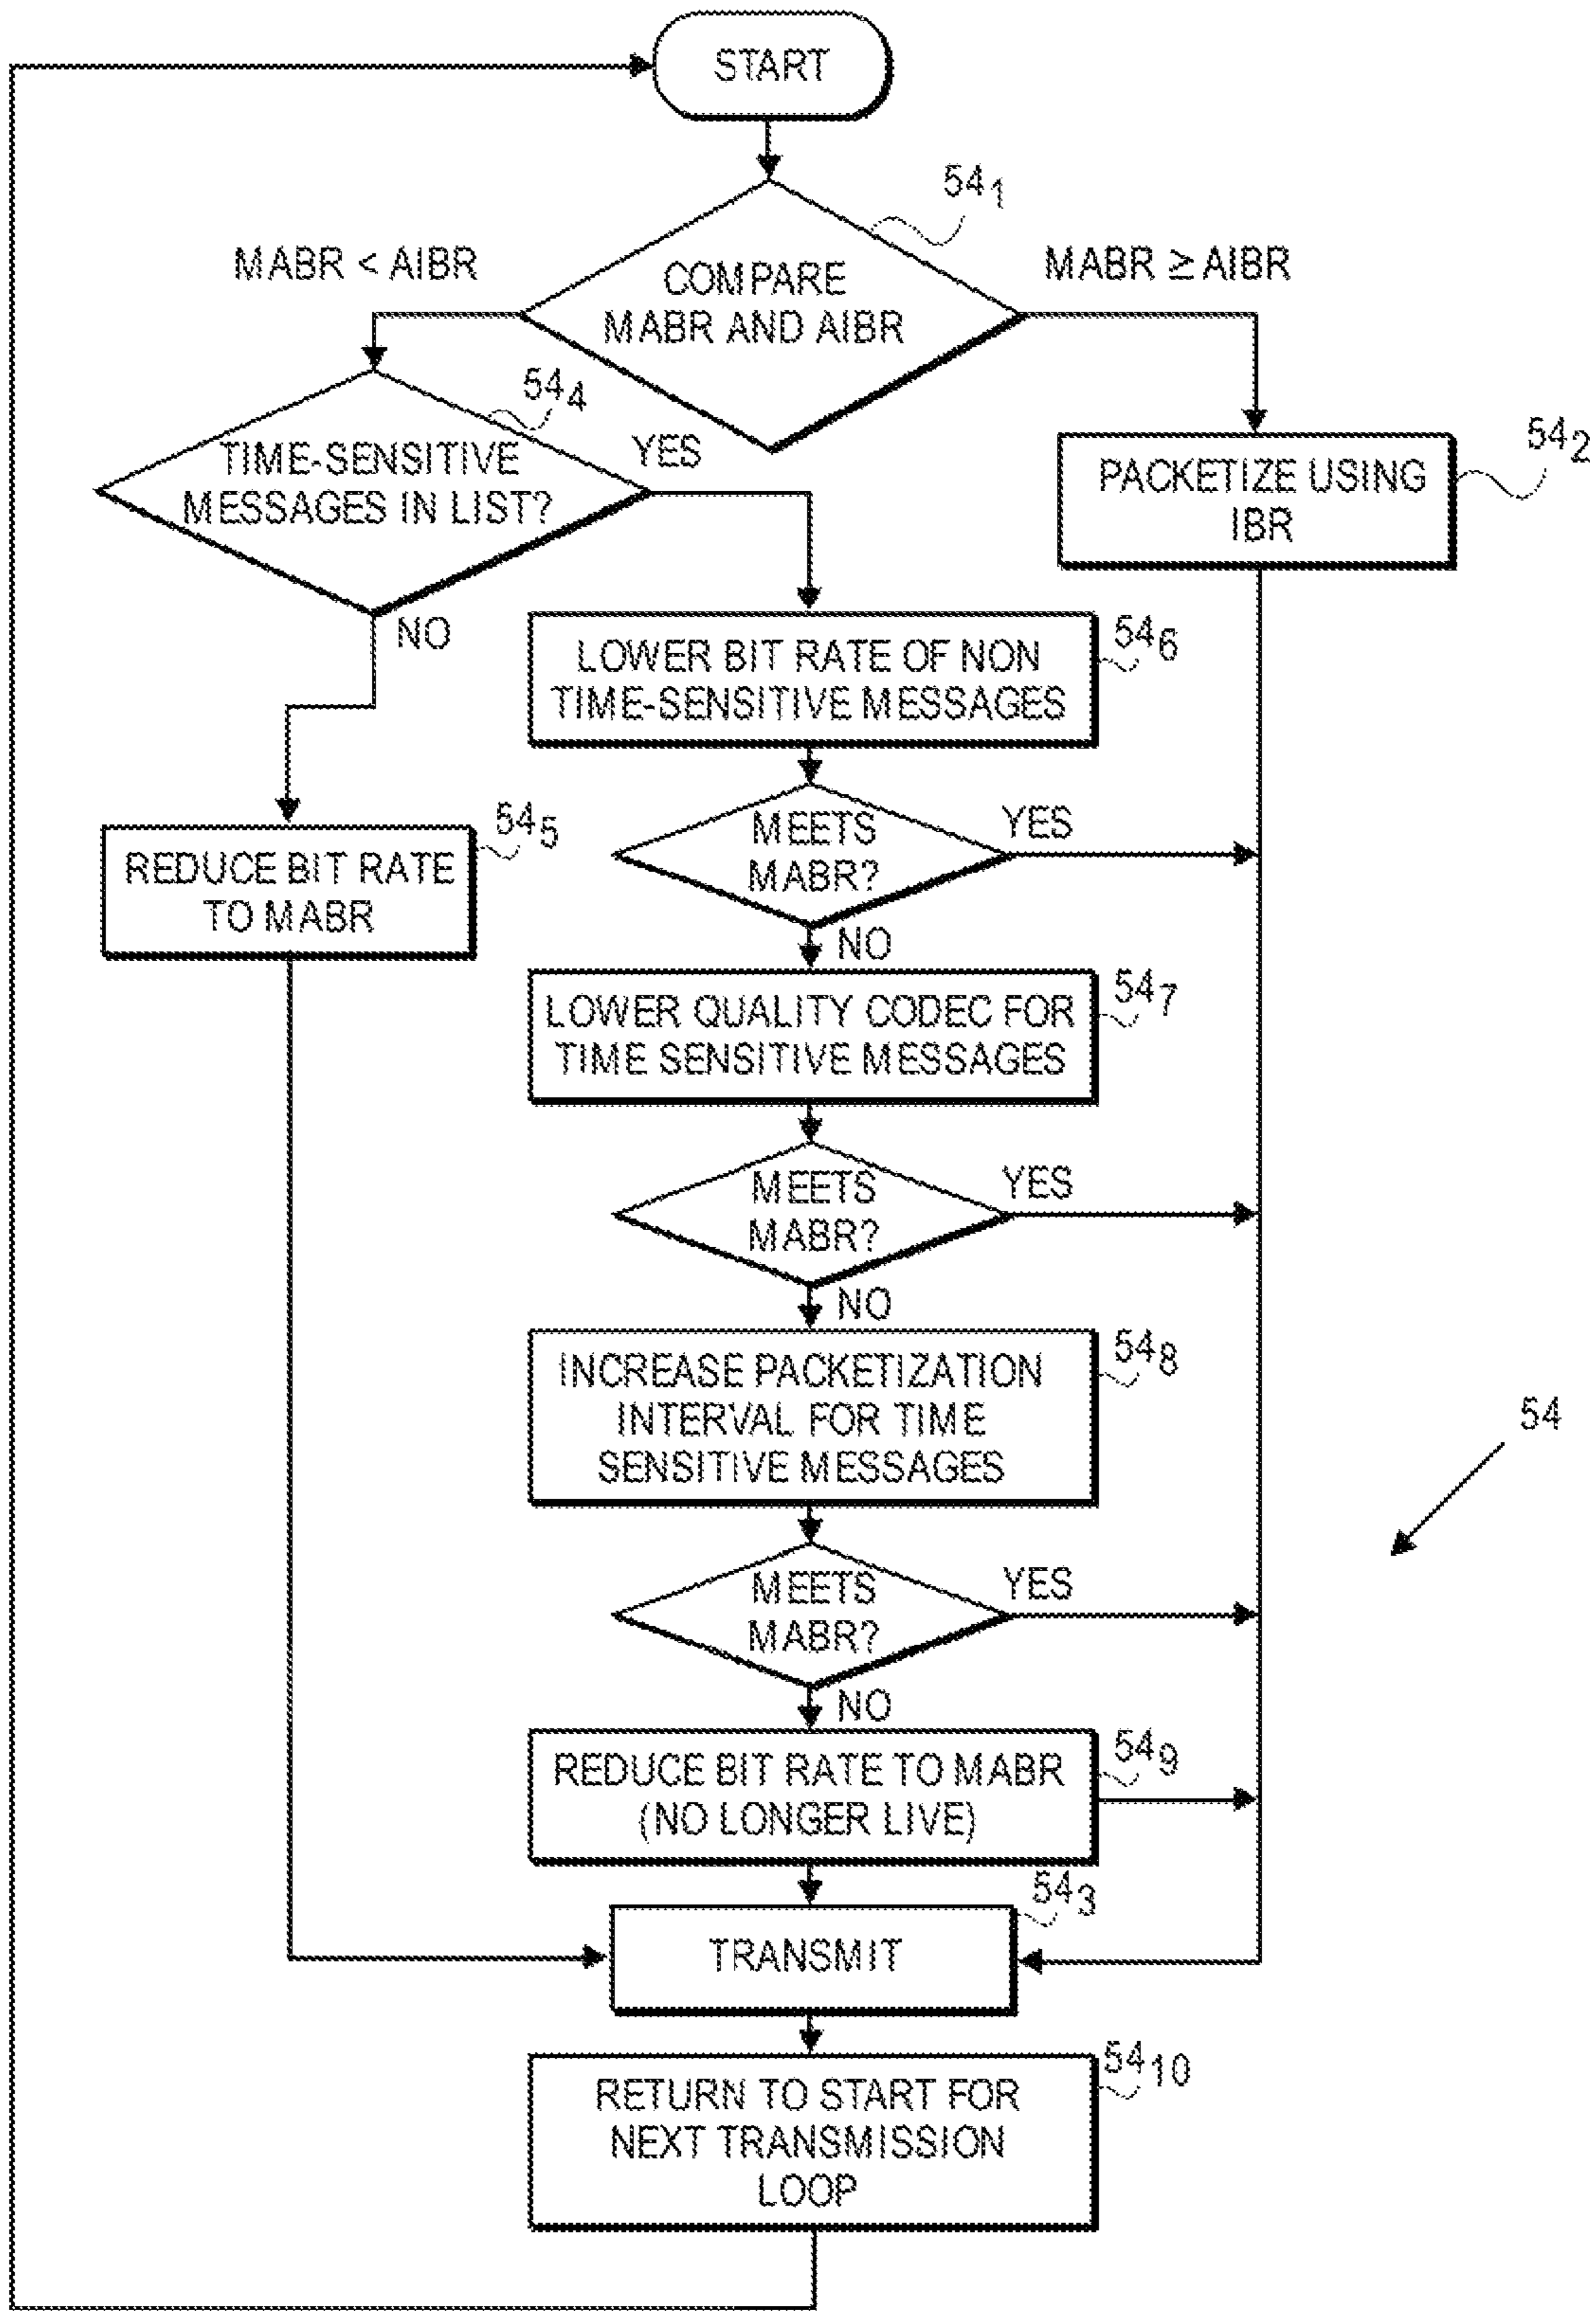 START
54₁
MABR < AIBR
MABR ≥ AIBR
COMPARE
MABR AND AIBR
54₄
TIME-SENSITIVE
MESSAGES IN LIST?
YES
NO
54₂
PACKETIZE USING
IBR
54₆
LOWER BIT RATE OF NON
TIME-SENSITIVE MESSAGES
54₅
REDUCE BIT RATE
TO MABR
MEETS
MABR?
YES
NO
54₇
LOWER QUALITY CODEC FOR
TIME SENSITIVE MESSAGES
MEETS
MABR?
YES
NO
54₈
INCREASE PACKETIZATION
INTERVAL FOR TIME
SENSITIVE MESSAGES
54
MEETS
MABR?
YES
NO
54₉
REDUCE BIT RATE TO MABR
(NO LONGER LIVE)
54₃
TRANSMIT
54₁₀
RETURN TO START FOR
NEXT TRANSMISSION
LOOP